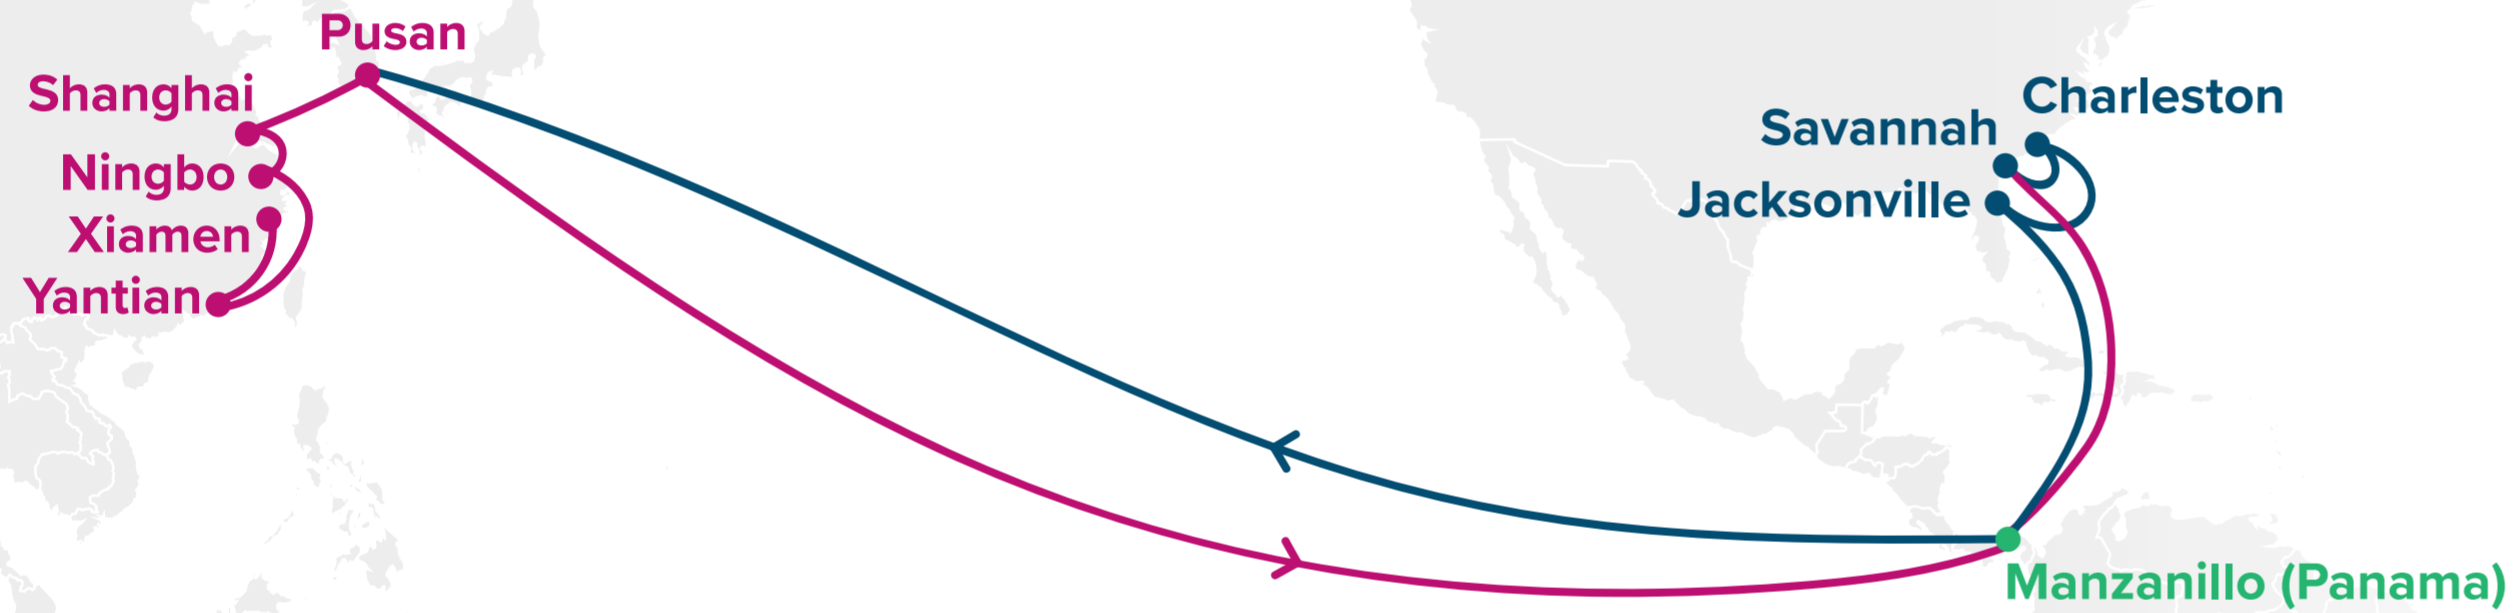 Pusan
Shanghai
Ningbo
Xiamen
Yantian
Charleston
Savannah
Jacksonville
Manzanillo (Panama)